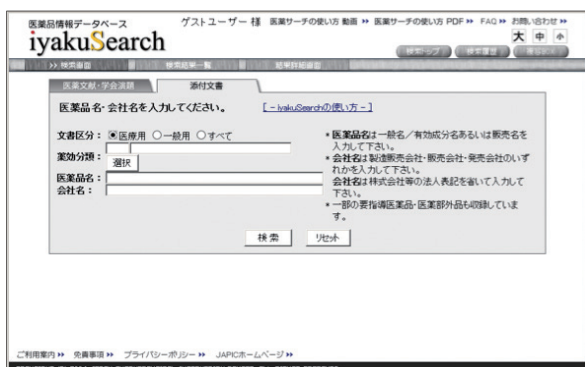 医薬品情報データベース
iyakuSearch
ゲストユーザー 様 医薬サーチの使い方 動画 >> 医薬サーチの使い方 PDF >> FAQ >> お問い合わせ >>
大 中 小
検索トップ 検索履歴
>> 検索画面 検索結果一覧 結果詳細画面
医薬文献・学会演題 添付文書
医薬品名・会社名を入力してください。 [-iyakuSearchの使い方-]
文書区分： 医療用 一般用 すべて
薬効分類：
選択
医薬品名：
会社名：
* 医薬品名は一般名／有効成分名あるいは販売名を
入力して下さい。
* 会社名は製造販売会社・販売会社・発売会社のいず
れかを入力して下さい。
会社名は株式会社等の法人表記を省いて入力して
下さい。
* 一部の要指導医薬品・医薬部外品も収録していま
す。
検索 リセット
ご利用案内 >> 免責事項 >> プライバシーポリシー >> JAPICホームページ >>